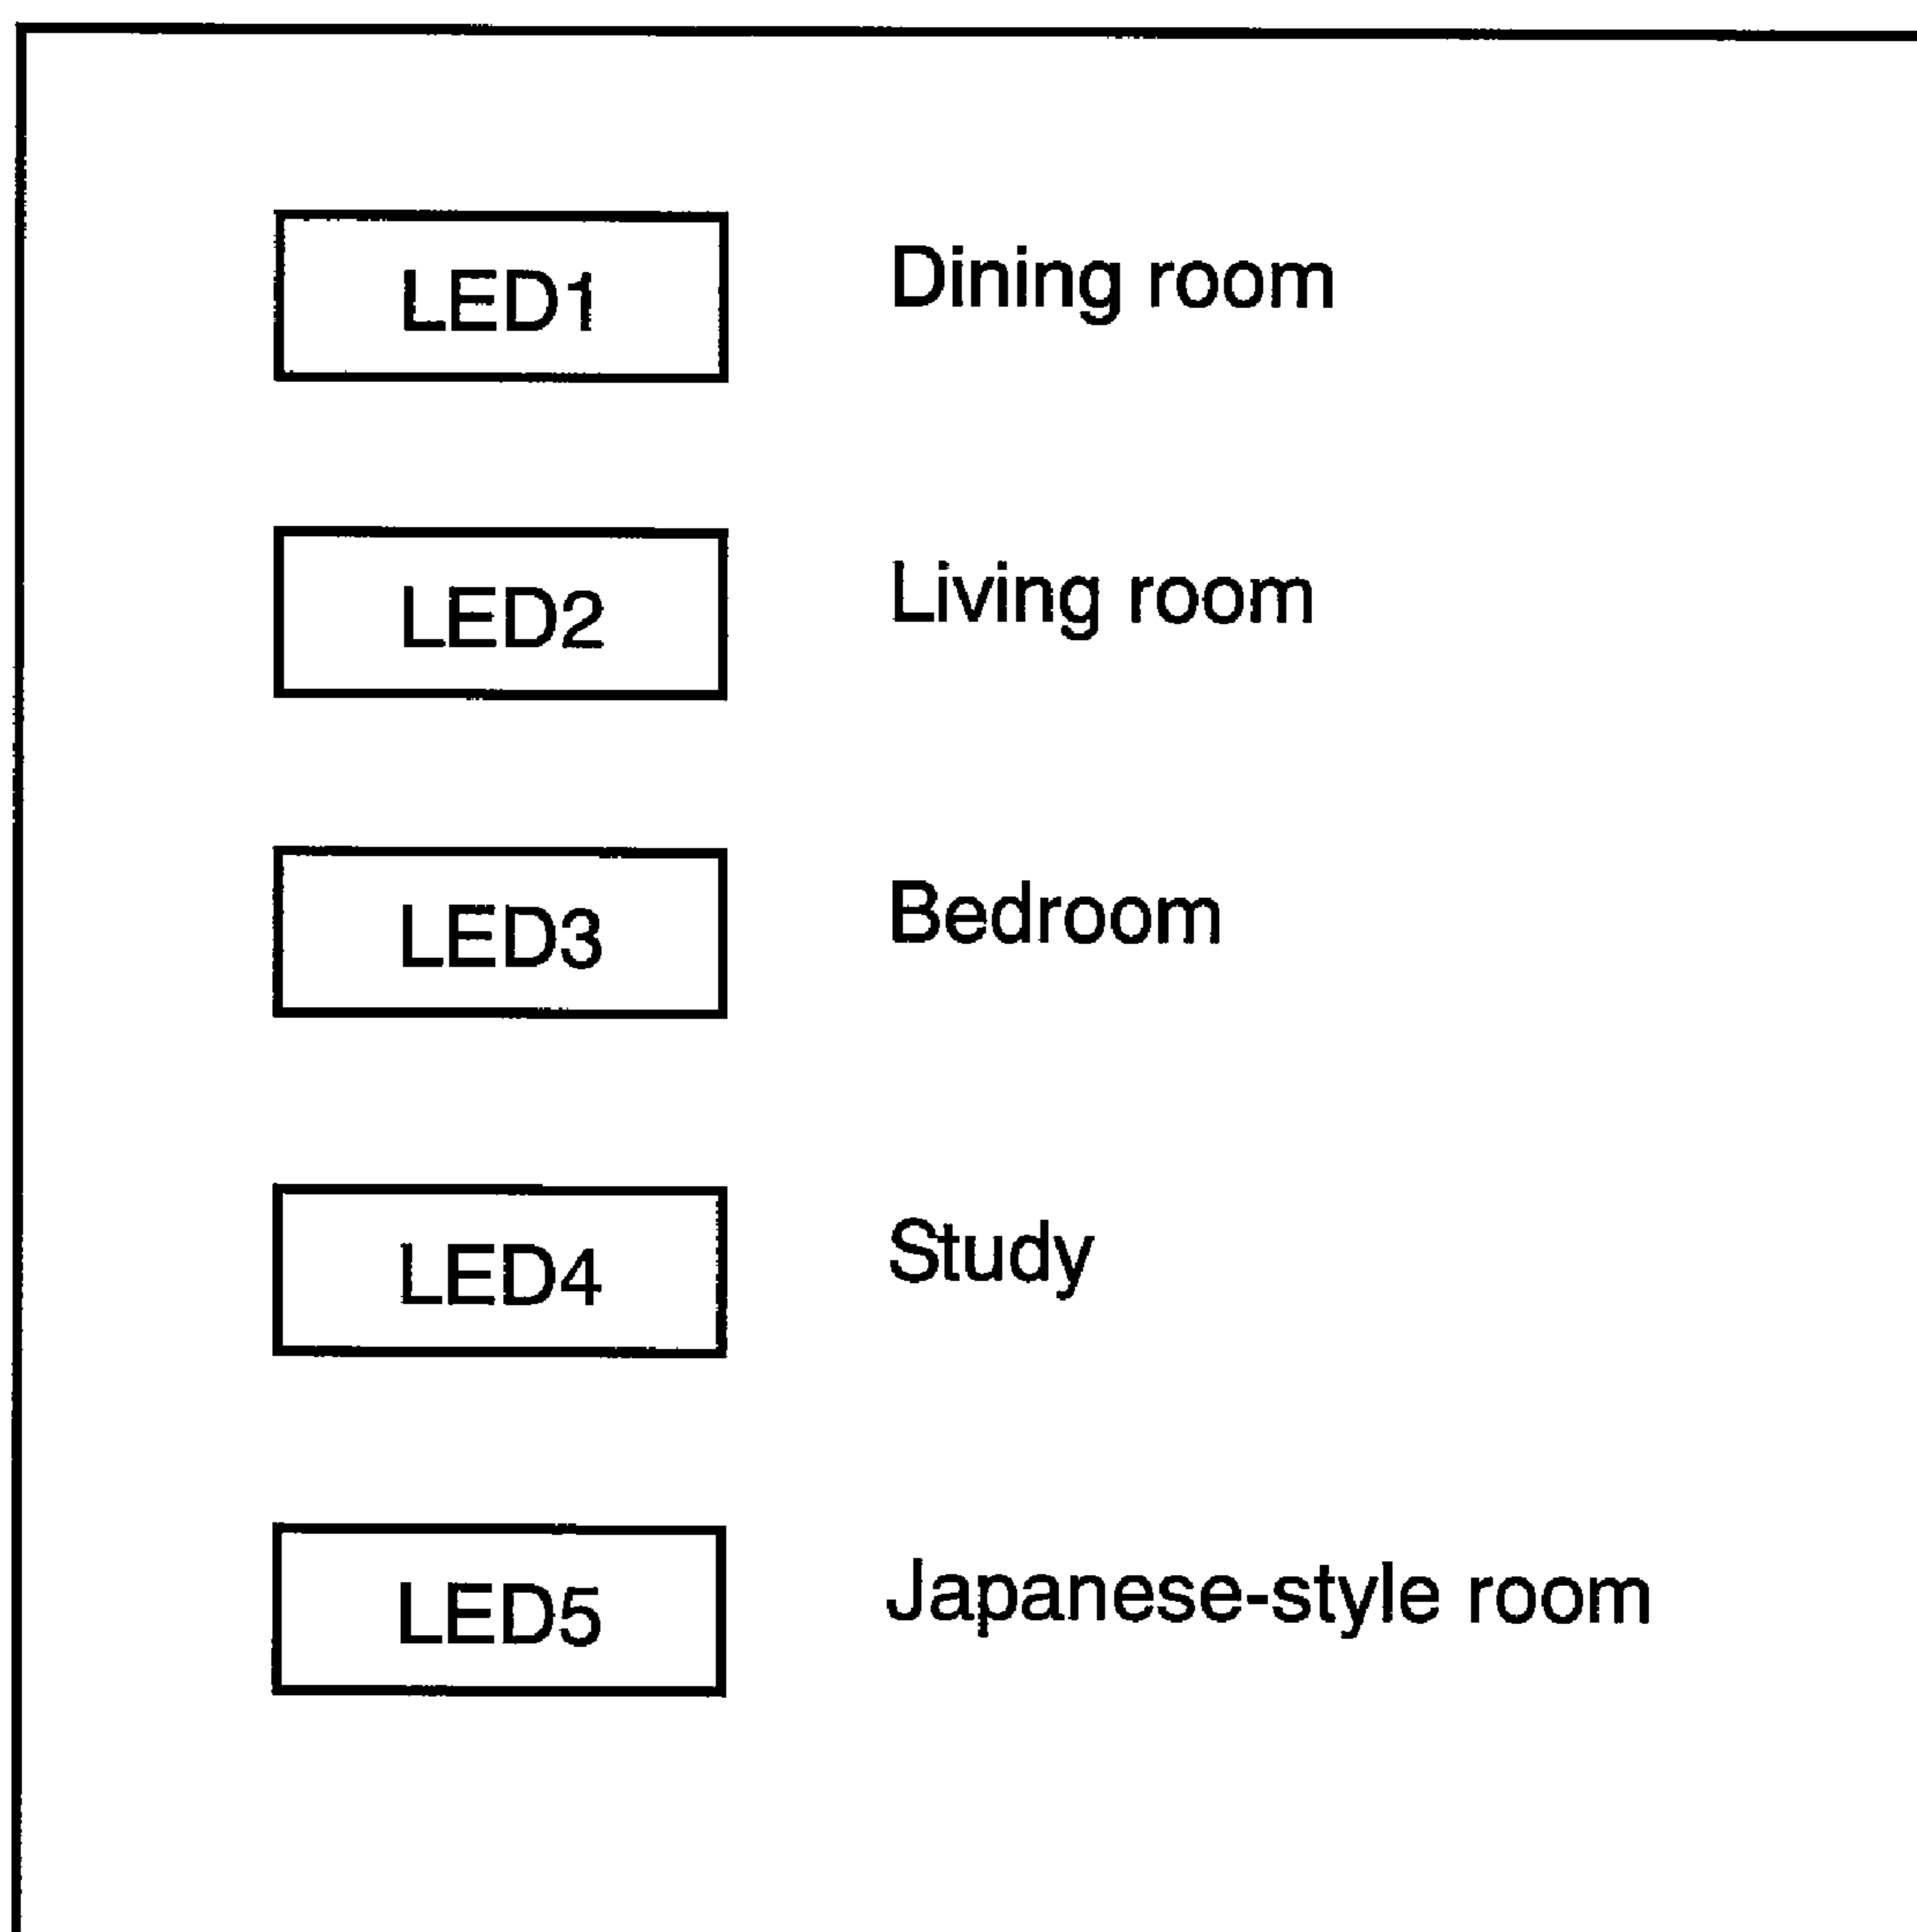 LED1 Dining room
LED2 Living room
LED3 Bedroom
LED4 Study
LED5 Japanese-style room